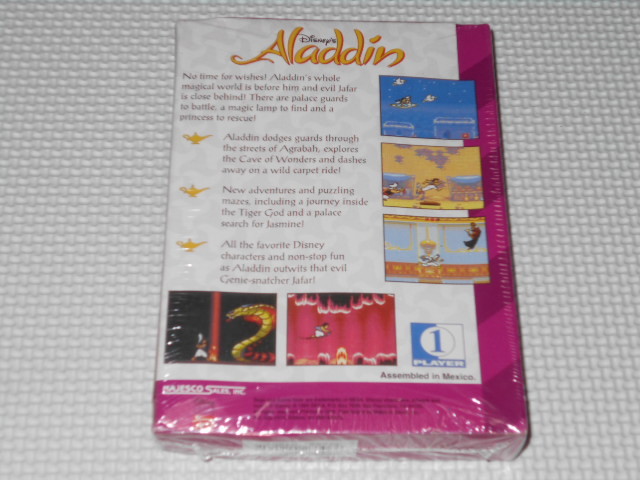 Disney's
Aladdin
No time for wishes! Aladdin's whole
magical world is before him and evil Jafar
is close behind! There are palace guards
to battle, a magic lamp to find and a
princess to rescue!
Aladdin dodges guards through
the streets of Agrabah, explores
the Cave of Wonders and dashes
away on a wild carpet ride!
New adventures and puzzling
mazes, including a journey inside
the Tiger God and a palace
search for Jasmine!
All the favorite Disney
characters and non-stop fun
as Aladdin outwits that evil
Genie-snatcher Jafar!
1
PLAYER
Assembled in Mexico.
MAJESCO SALES, INC.